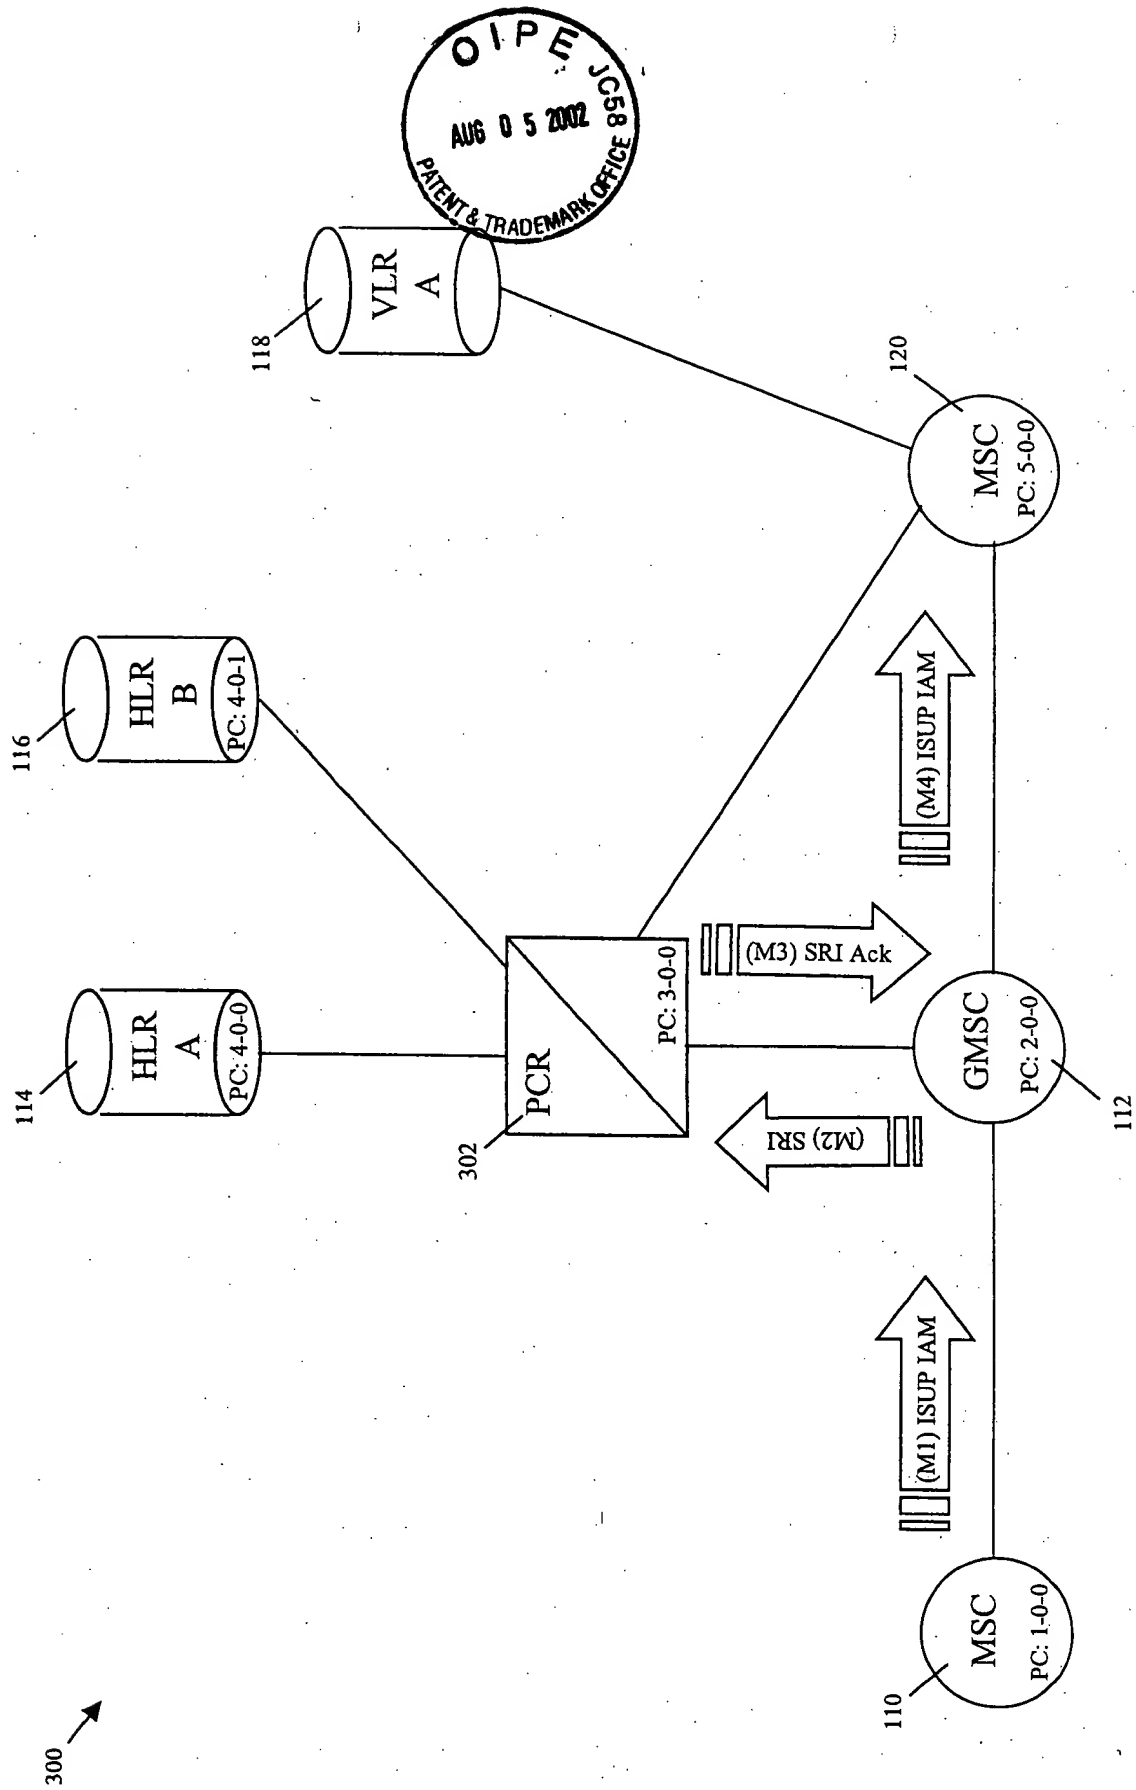 300
110
MSC
PC: 1-0-0
(M1) ISUP IAM
112
GMSC
PC: 2-0-0
(M2) SRI
(M3) SRI Ack
302
PCR
PC: 3-0-0
114
HLR
A
PC: 4-0-0
116
HLR
B
PC: 4-0-1
(M4) ISUP IAM
120
MSC
PC: 5-0-0
118
VLR
A
OIPE JC58
AUG 05 2002
PATENT & TRADEMARK OFFICE